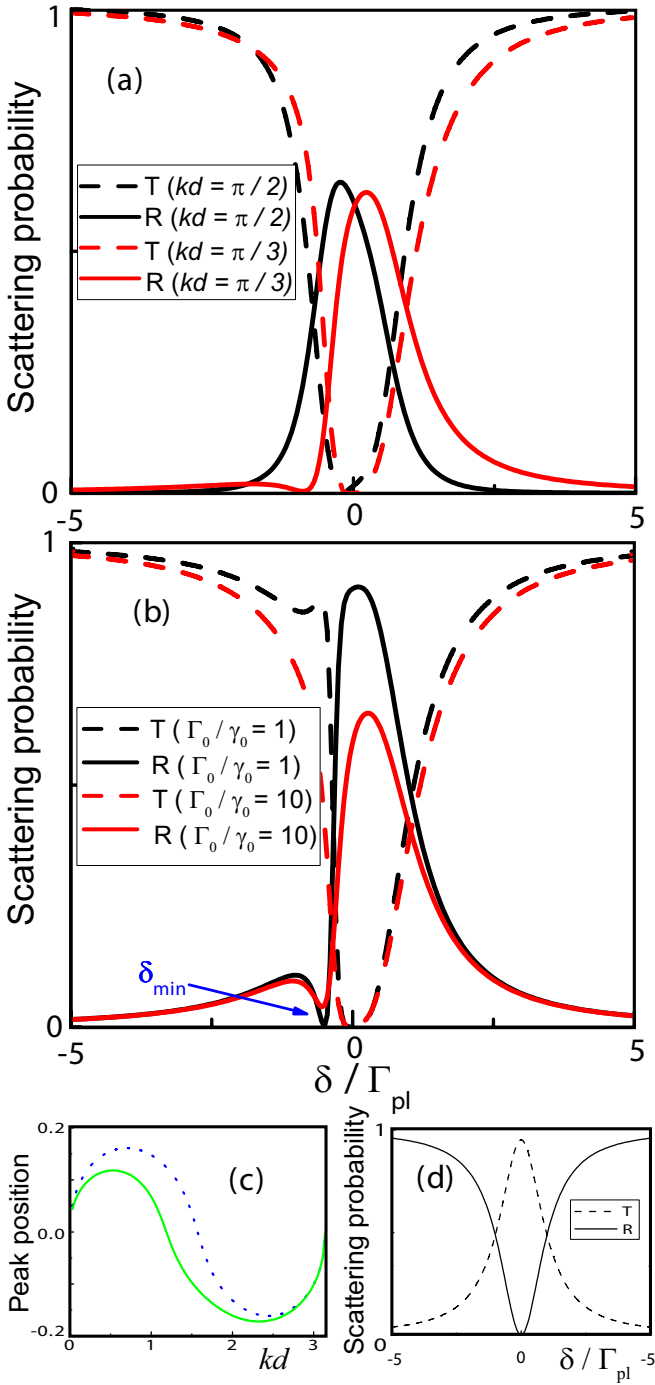 1
(a)
Scattering probability
T (kd = π / 2)
R (kd = π / 2)
T (kd = π / 3)
R (kd = π / 3)
0
-5
0
5
1
(b)
Scattering probability
T ( Γ₀ / γ₀ = 1)
R ( Γ₀ / γ₀ = 1)
T ( Γ₀ / γ₀ = 10)
R ( Γ₀ / γ₀ = 10)
δmin
0
-5
0
5
δ / Γpl
0.2
(c)
Peak position
0.0
-0.2
0
1
2
3
kd
1
(d)
Scattering probability
T
R
0
-5
0
-5
δ / Γpl